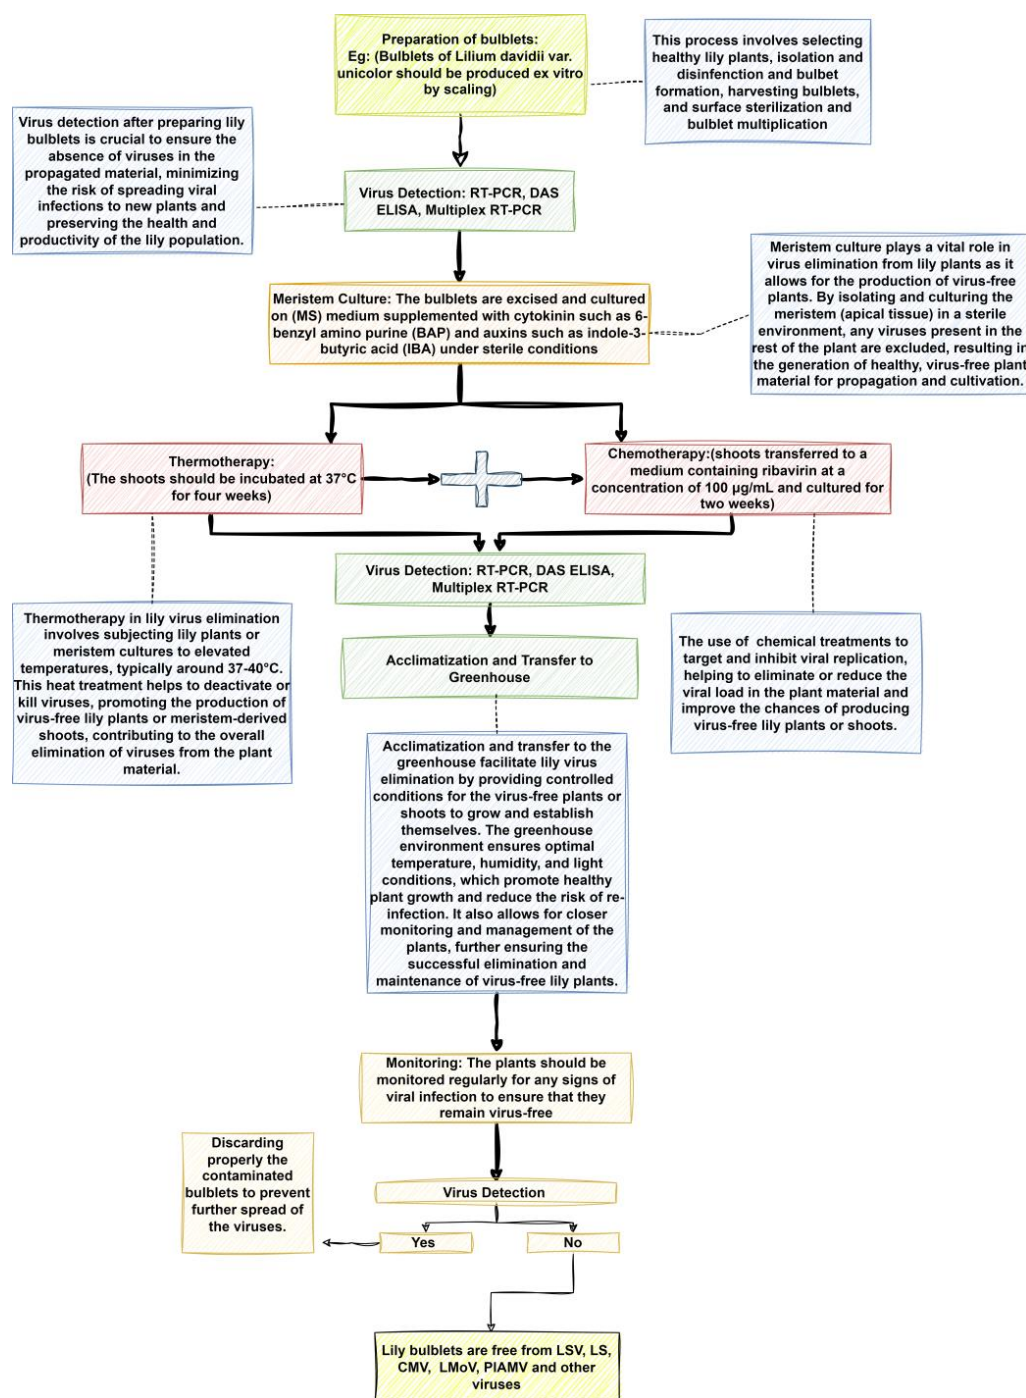 Preparation of bulblets:
Eg: (Bulblets of Lilium davidii var.
unicolor should be produced ex vitro
by scaling)
This process involves selecting
healthy lily plants, isolation and
disinfenction and bulbet
formation, harvesting bulblets,
and surface sterilization and
bulblet multiplication
Virus detection after preparing lily
bulblets is crucial to ensure the
absence of viruses in the
propagated material, minimizing
the risk of spreading viral
infections to new plants and
preserving the health and
productivity of the lily population.
Virus Detection: RT-PCR, DAS
ELISA, Multiplex RT-PCR
Meristem culture plays a vital role in
virus elimination from lily plants as it
allows for the production of virus-free
plants. By isolating and culturing the
meristem (apical tissue) in a sterile
environment, any viruses present in the
rest of the plant are excluded, resulting in
the generation of healthy, virus-free plant
material for propagation and cultivation.
Meristem Culture: The bulblets are excised and cultured
on (MS) medium supplemented with cytokinin such as 6-
benzyl amino purine (BAP) and auxins such as indole-3-
butyric acid (IBA) under sterile conditions
Thermotherapy:
(The shoots should be incubated at 37°C
for four weeks)
Chemotherapy:(shoots transferred to a
medium containing ribavirin at a
concentration of 100 µg/mL and cultured for
two weeks)
Virus Detection: RT-PCR, DAS ELISA,
Multiplex RT-PCR
Thermotherapy in lily virus elimination
involves subjecting lily plants or
meristem cultures to elevated
temperatures, typically around 37-40°C.
This heat treatment helps to deactivate or
kill viruses, promoting the production of
virus-free lily plants or meristem-derived
shoots, contributing to the overall
elimination of viruses from the plant
material.
Acclimatization and Transfer to
Greenhouse
The use of chemical treatments to
target and inhibit viral replication,
helping to eliminate or reduce the
viral load in the plant material and
improve the chances of producing
virus-free lily plants or shoots.
Acclimatization and transfer to the
greenhouse facilitate lily virus
elimination by providing controlled
conditions for the virus-free plants or
shoots to grow and establish
themselves. The greenhouse
environment ensures optimal
temperature, humidity, and light
conditions, which promote healthy
plant growth and reduce the risk of re-
infection. It also allows for closer
monitoring and management of the
plants, further ensuring the
successful elimination and
maintenance of virus-free lily plants.
Monitoring: The plants should be
monitored regularly for any signs of
viral infection to ensure that they
remain virus-free
Discarding
properly the
contaminated
bulblets to prevent
further spread of
the viruses.
Virus Detection
Yes
No
Lily bulblets are free from LSV, LS,
CMV, LMoV, PlAMV and other
viruses